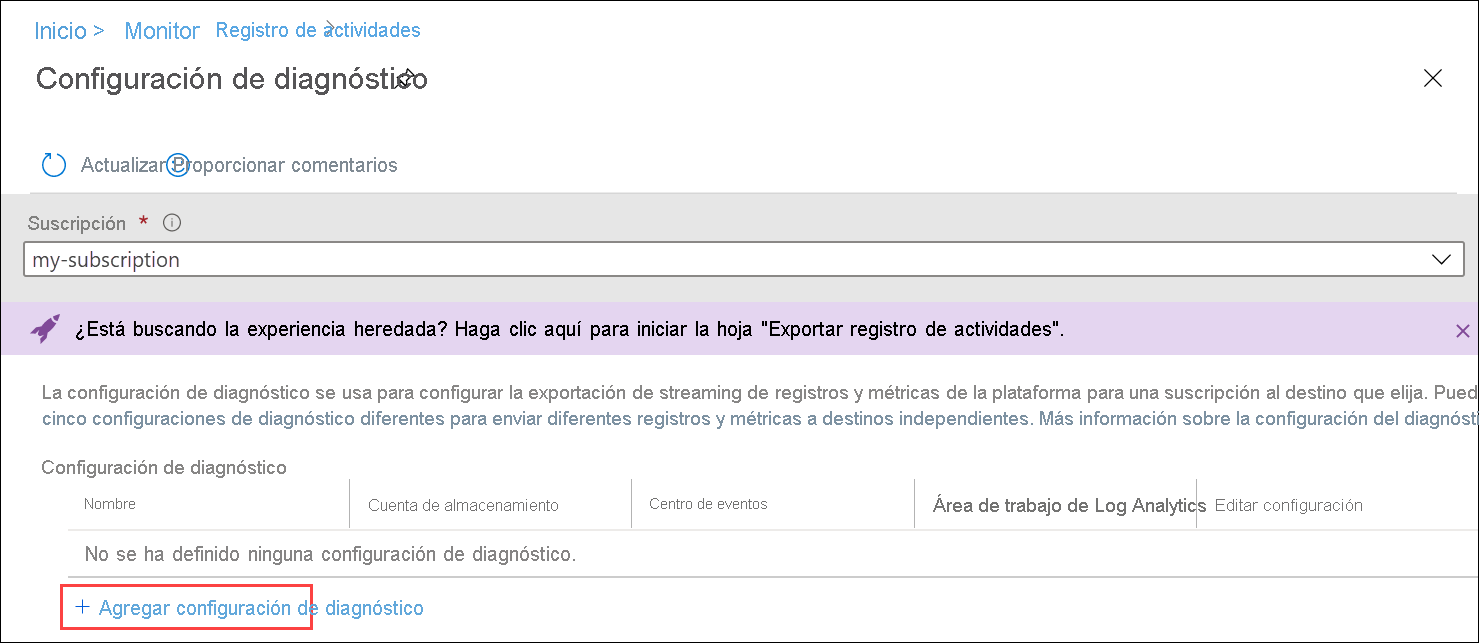 Inicio > Monitor Registro de actividades
Configuración de diagnóstico
Actualizar Proporcionar comentarios
Suscripción *
my-subscription
¿Está buscando la experiencia heredada? Haga clic aquí para iniciar la hoja "Exportar registro de actividades".
La configuración de diagnóstico se usa para configurar la exportación de streaming de registros y métricas de la plataforma para una suscripción al destino que elija. Pued
cinco configuraciones de diagnóstico diferentes para enviar diferentes registros y métricas a destinos independientes. Más información sobre la configuración del diagnósti
Configuración de diagnóstico
Nombre Cuenta de almacenamiento Centro de eventos Área de trabajo de Log Analytics Editar configuración
No se ha definido ninguna configuración de diagnóstico.
+ Agregar configuración de diagnóstico